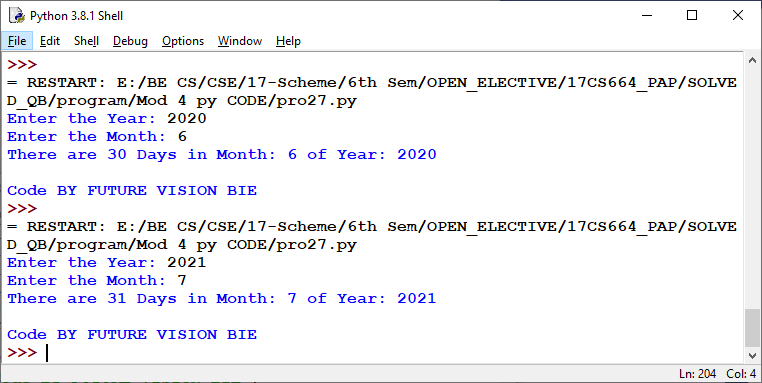 Python 3.8.1 Shell
File Edit Shell Debug Options Window Help
>>>
= RESTART: E:/BE CS/CSE/17-Scheme/6th Sem/OPEN_ELECTIVE/17CS664_PAP/SOLVE
D_QB/program/Mod 4 py CODE/pro27.py
Enter the Year: 2020
Enter the Month: 6
There are 30 Days in Month: 6 of Year: 2020
Code BY FUTURE VISION BIE
>>>
= RESTART: E:/BE CS/CSE/17-Scheme/6th Sem/OPEN_ELECTIVE/17CS664_PAP/SOLVE
D_QB/program/Mod 4 py CODE/pro27.py
Enter the Year: 2021
Enter the Month: 7
There are 31 Days in Month: 7 of Year: 2021
Code BY FUTURE VISION BIE
>>>
Ln: 204 Col: 4